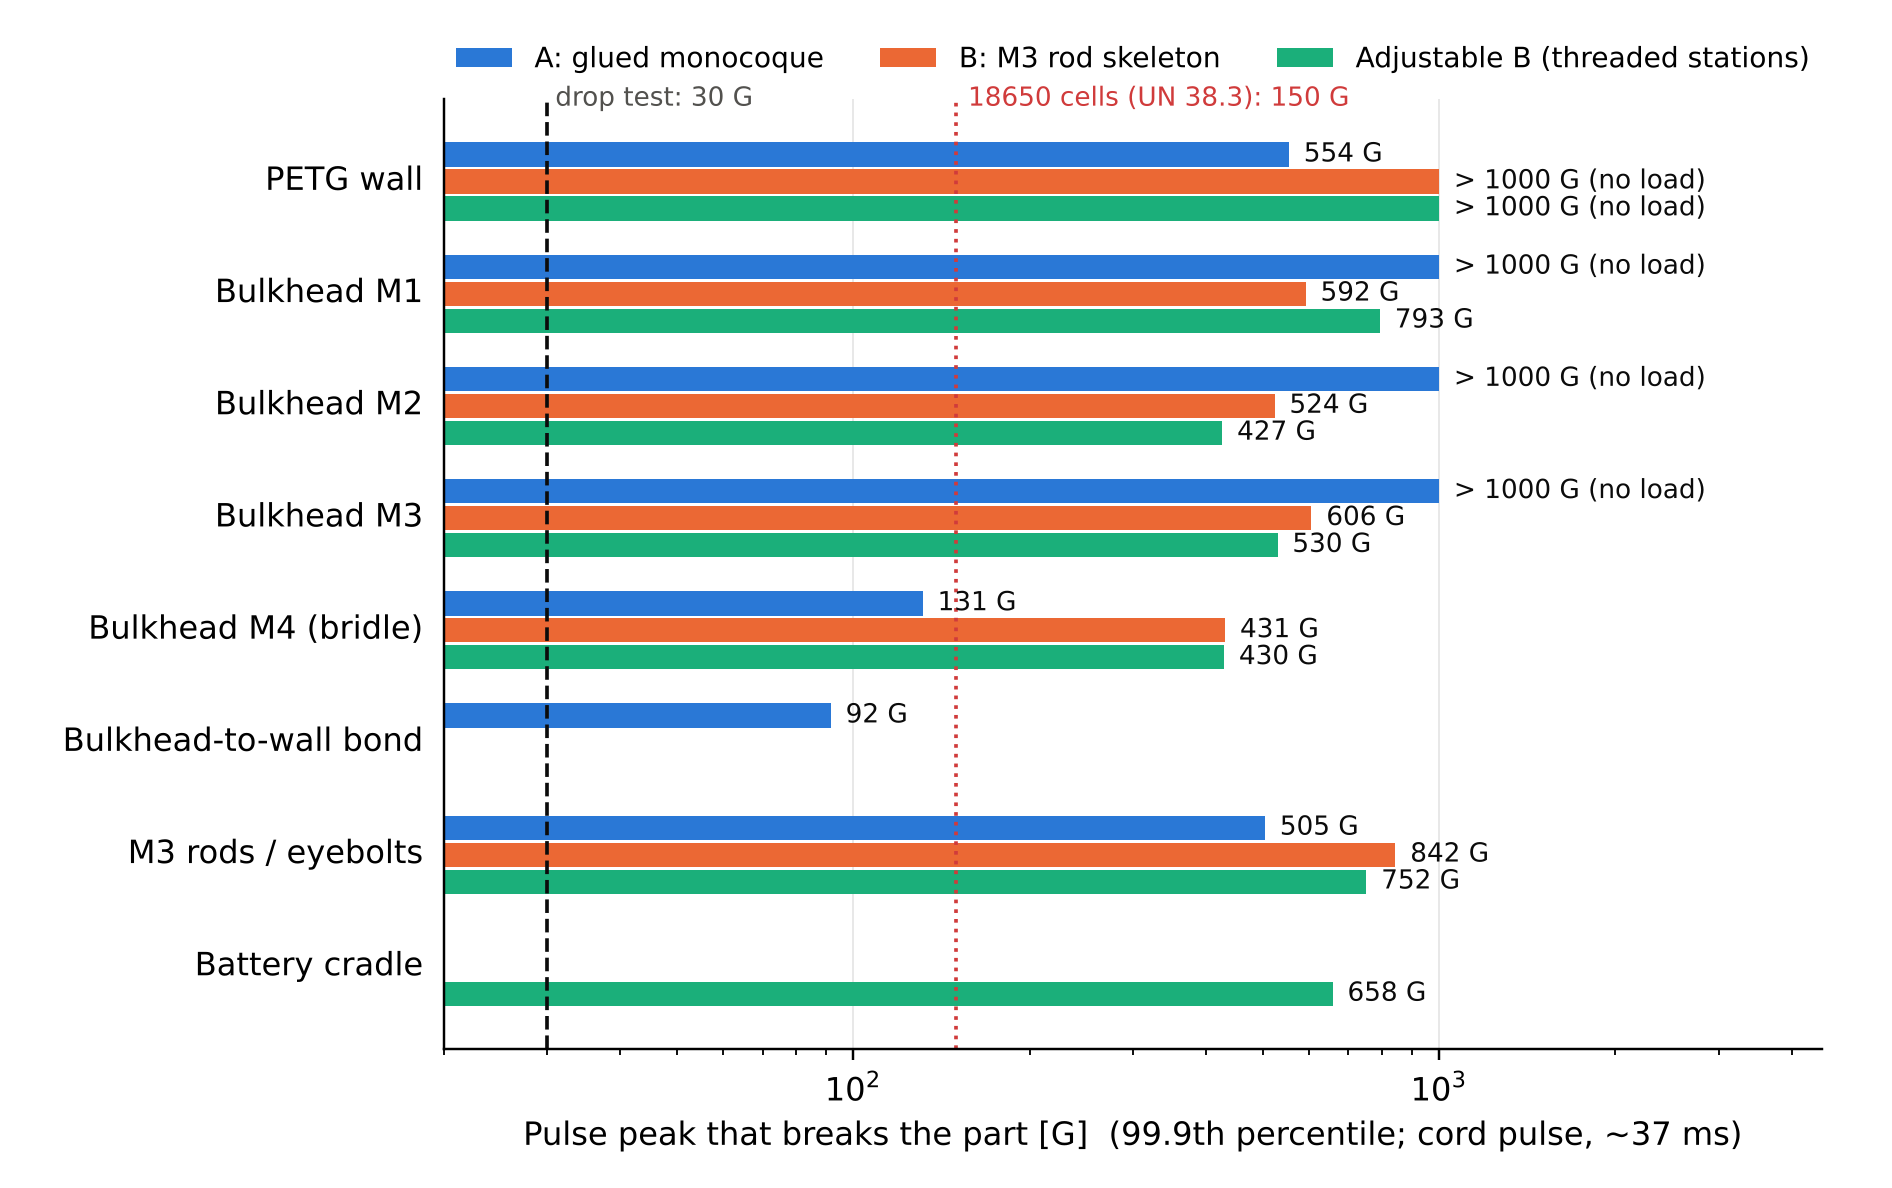 A: glued monocoque B: M3 rod skeleton Adjustable B (threaded stations)
drop test: 30 G 18650 cells (UN 38.3): 150 G
554 G
PETG wall > 1000 G (no load)
> 1000 G (no load)
> 1000 G (no load)
Bulkhead M1 592 G
793 G
> 1000 G (no load)
Bulkhead M2 524 G
427 G
> 1000 G (no load)
Bulkhead M3 606 G
530 G
131 G
Bulkhead M4 (bridle) 431 G
430 G
92 G
Bulkhead-to-wall bond
505 G
M3 rods / eyebolts 842 G
752 G
Battery cradle
658 G
10² 10³
Pulse peak that breaks the part [G] (99.9th percentile; cord pulse, ~37 ms)